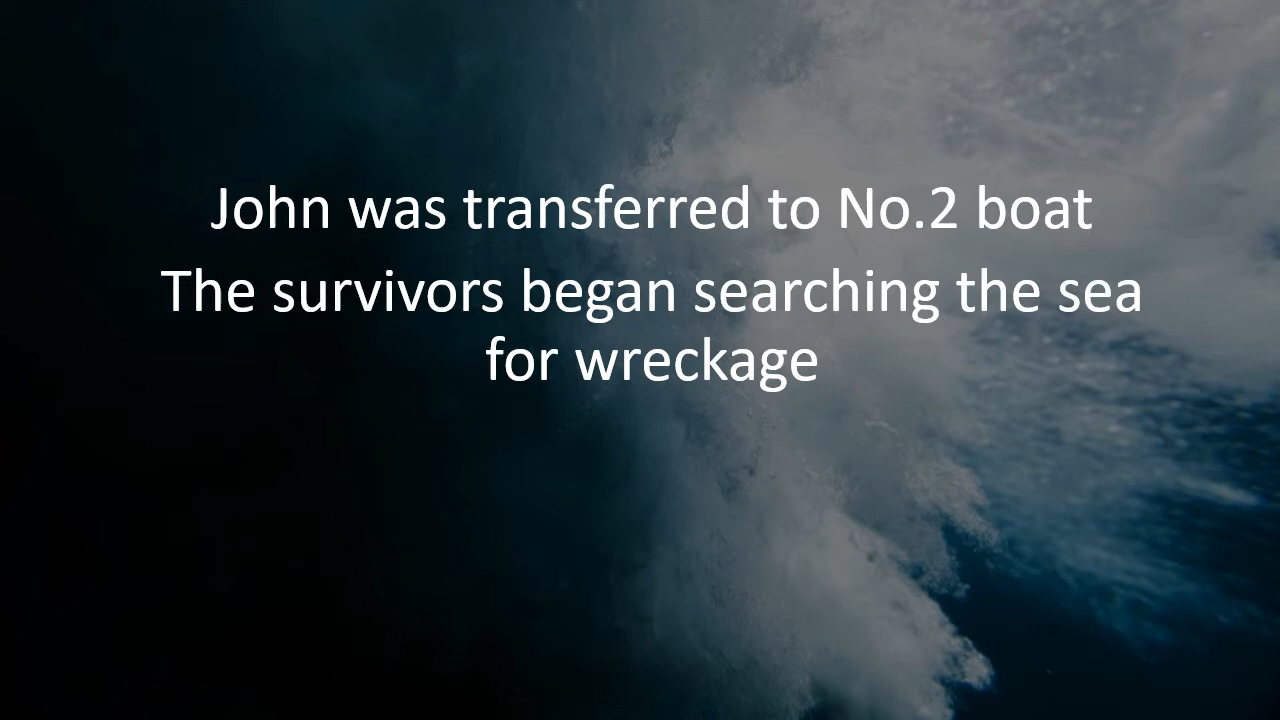 John was transferred to No.2 boat
The survivors began searching the sea
for wreckage